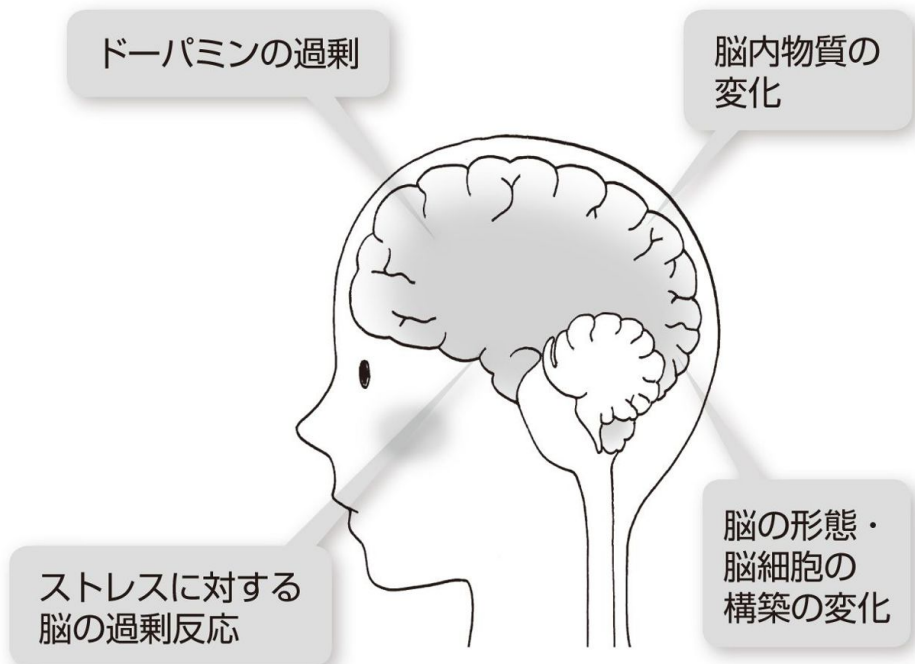 ドーパミンの過剰
脳内物質の
変化
ストレスに対する
脳の過剰反応
脳の形態・
脳細胞の
構築の変化